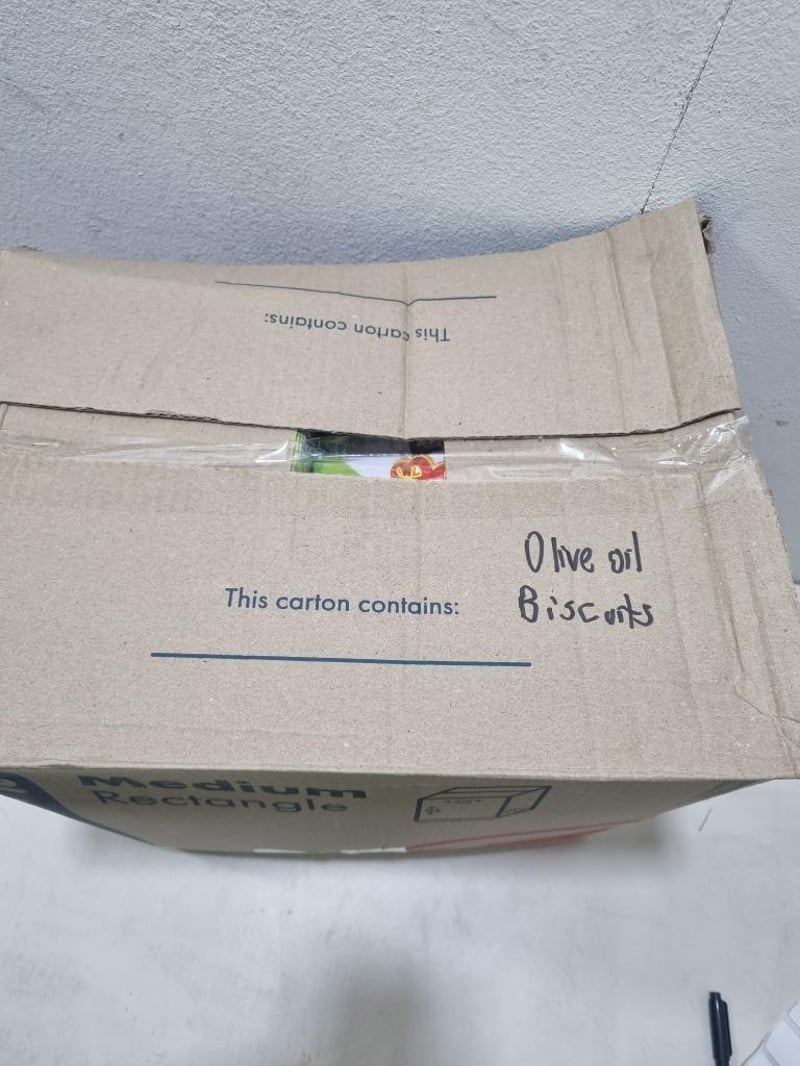 This carton contains:
This carton contains:
Olive oil
Biscuits
Medium
Rectangle